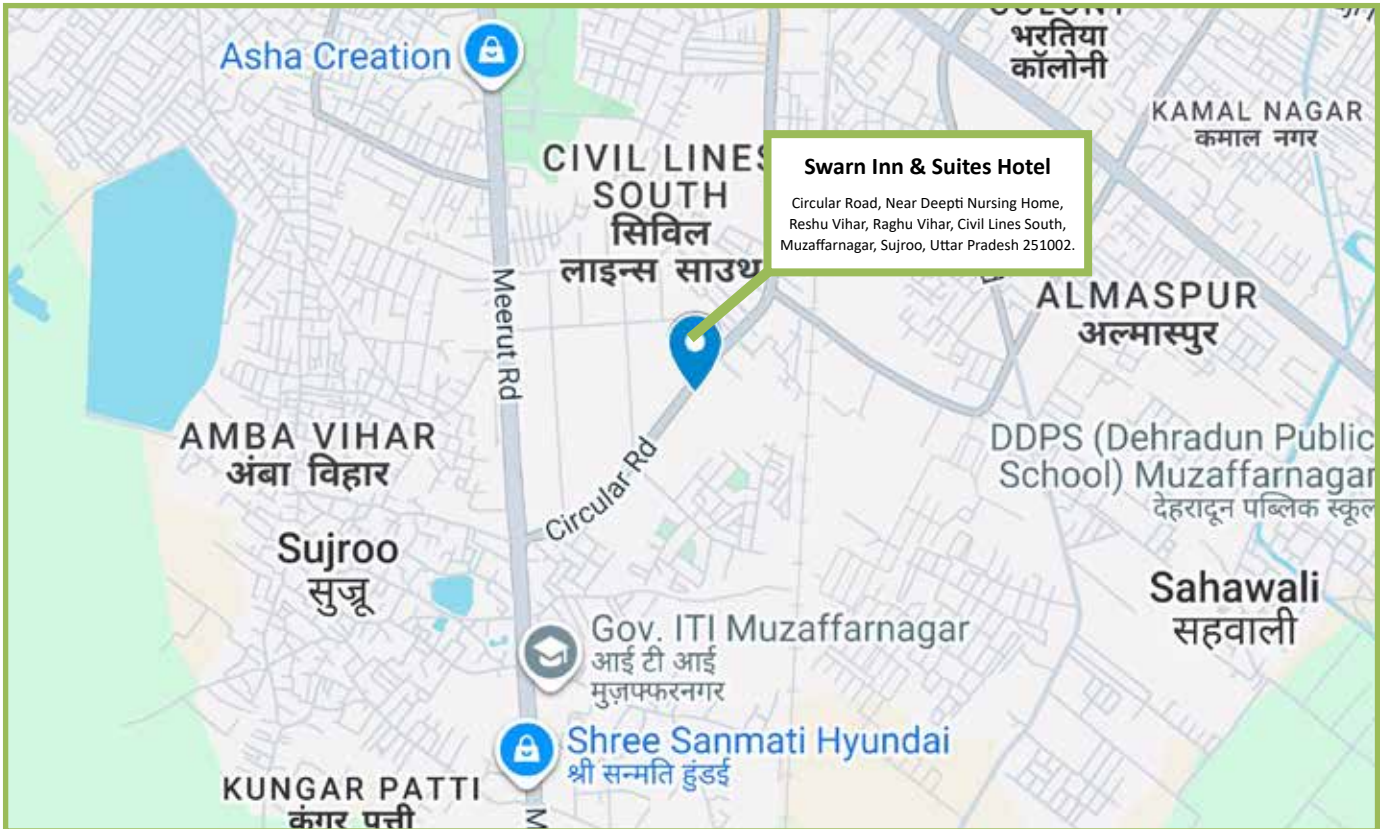 Asha Creation
भरतिया
कॉलोनी
KAMAL NAGAR
कमाल नगर
CIVIL LINES
SOUTH
सिविल
लाइन्स साउथ
Swarn Inn & Suites Hotel
Circular Road, Near Deepti Nursing Home,
Reshu Vihar, Raghu Vihar, Civil Lines South,
Muzaffarnagar, Sujroo, Uttar Pradesh 251002.
Meerut Rd
ALMASPUR
अल्मास्पुर
AMBA VIHAR
अंबा विहार
Circular Rd
DDPS (Dehradun Public
School) Muzaffarnagar
देहरादून पब्लिक स्कूल
Sujroo
सुज्रू
Sahawali
सहवाली
Gov. ITI Muzaffarnagar
आई टी आई
मुज़फ्फरनगर
Shree Sanmati Hyundai
श्री सन्मति हुंडई
KUNGAR PATTI
कुंगर पत्ती
M